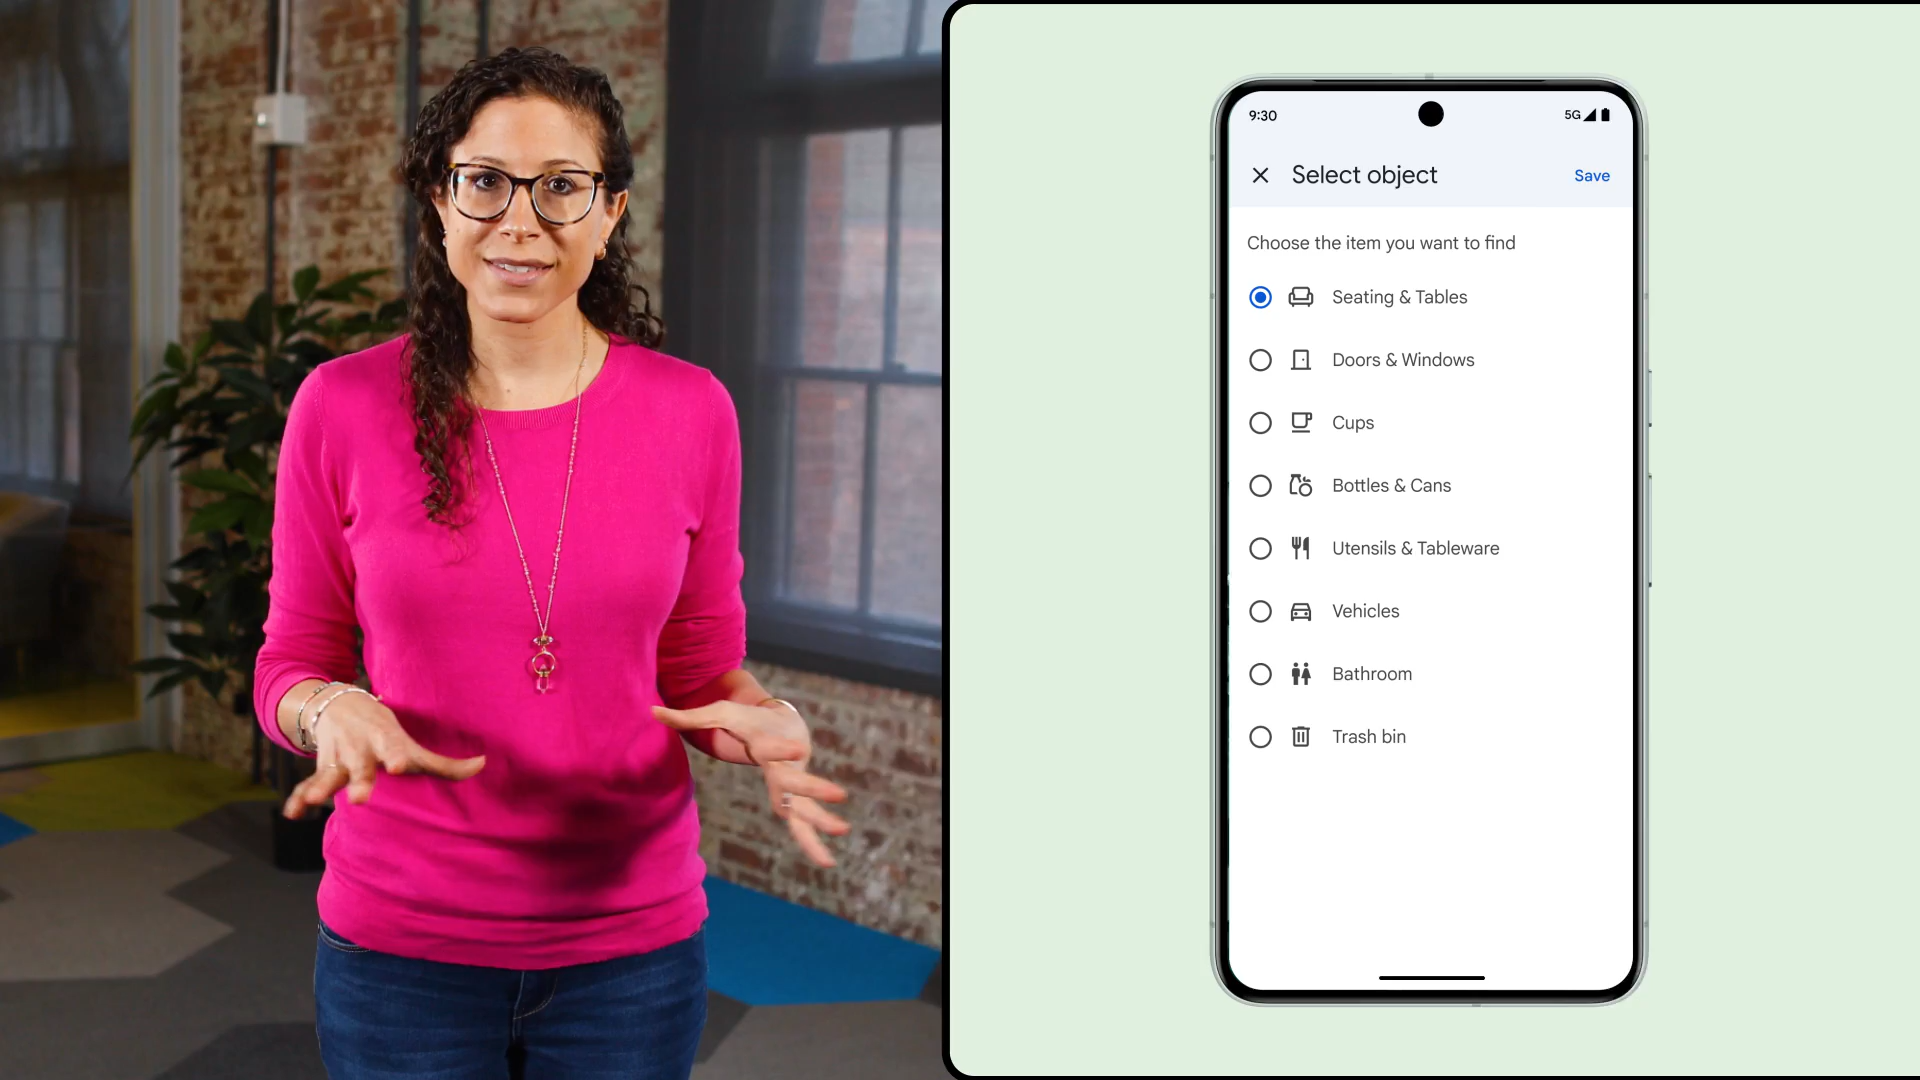 9:30
5G
Select object
Save
Choose the item you want to find
Seating & Tables
Doors & Windows
Cups
Bottles & Cans
Utensils & Tableware
Vehicles
Bathroom
Trash bin